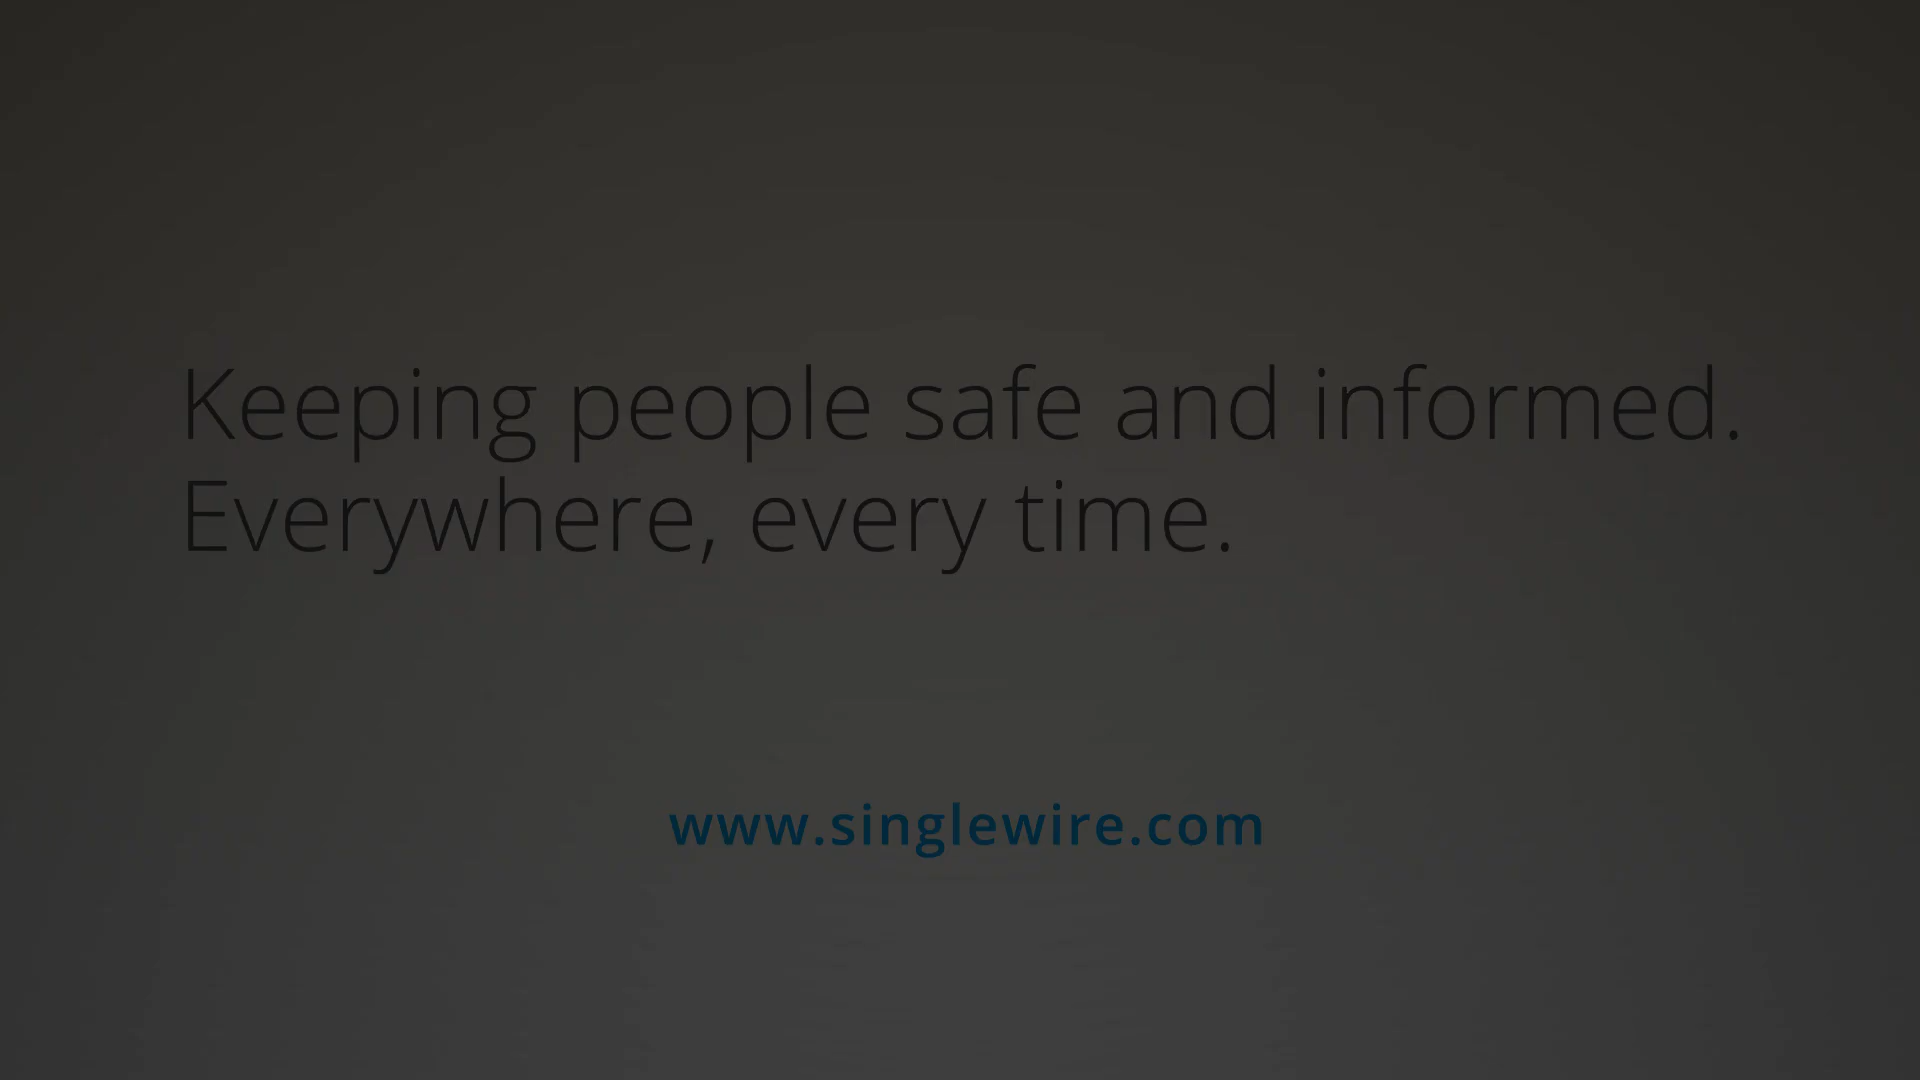 Keeping people safe and informed.
Everywhere, every time.
www.singlewire.com